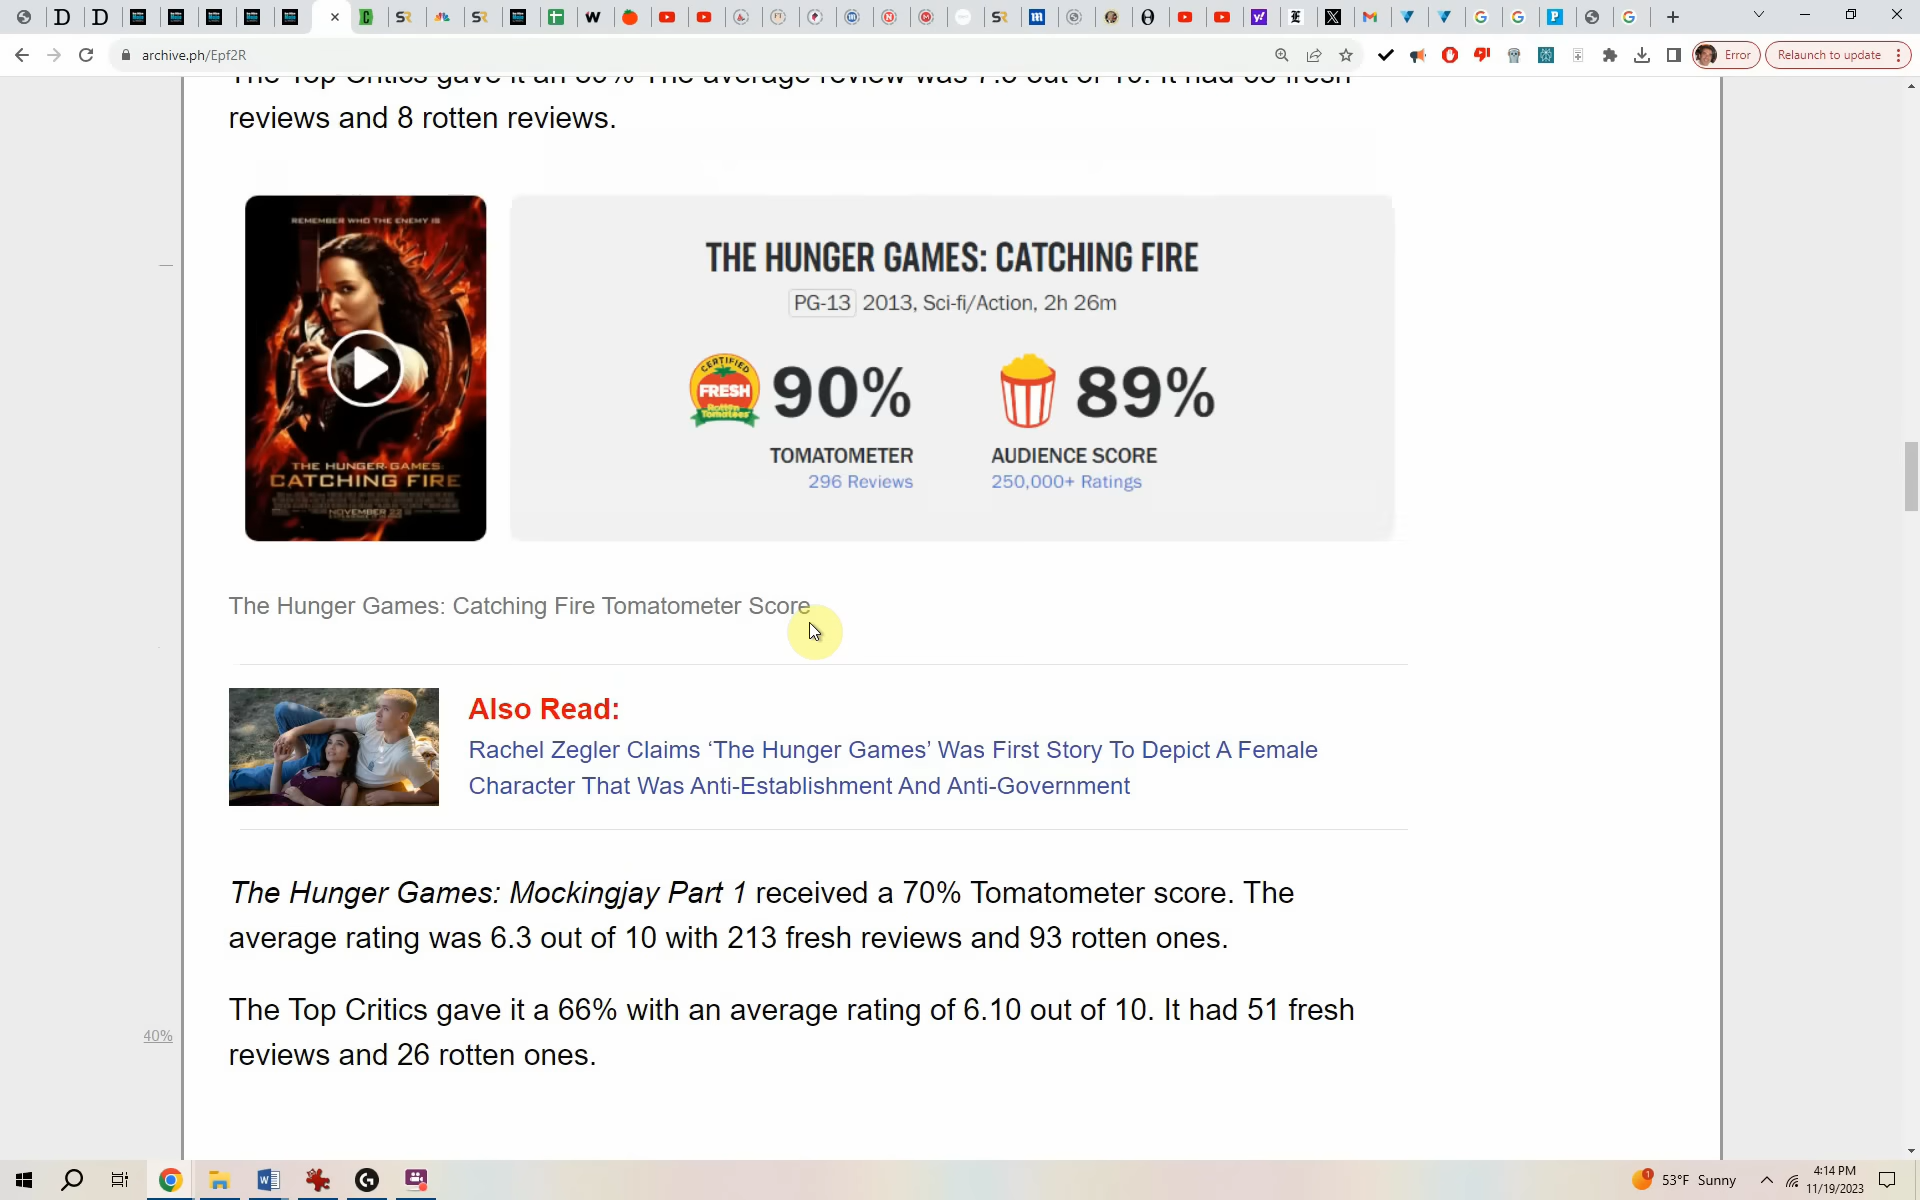 archive.ph/Epf2R
Error
Relaunch to update
reviews and 8 rotten reviews.
REMEMBER WHO THE ENEMY IS
THE HUNGER GAMES:
CATCHING FIRE
NOVEMBER 22
THE HUNGER GAMES: CATCHING FIRE
PG-13 2013, Sci-fi/Action, 2h 26m
CERTIFIED
FRESH
Rotten
Tomatoes
90%
89%
TOMATOMETER
AUDIENCE SCORE
296 Reviews
250,000+ Ratings
The Hunger Games: Catching Fire Tomatometer Score
Also Read:
Rachel Zegler Claims ‘The Hunger Games’ Was First Story To Depict A Female
Character That Was Anti-Establishment And Anti-Government
The Hunger Games: Mockingjay Part 1 received a 70% Tomatometer score. The
average rating was 6.3 out of 10 with 213 fresh reviews and 93 rotten ones.
The Top Critics gave it a 66% with an average rating of 6.10 out of 10. It had 51 fresh
reviews and 26 rotten ones.
40%
53°F Sunny
4:14 PM
11/19/2023